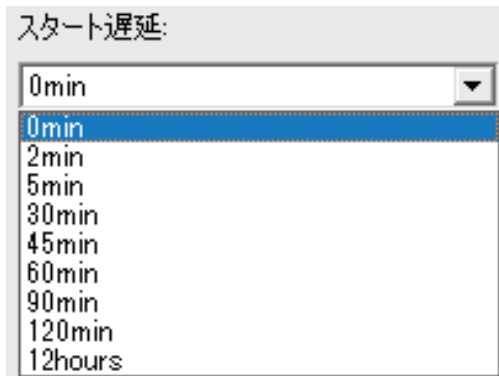 スタート遅延:
0min
0min
2min
5min
30min
45min
60min
90min
120min
12hours